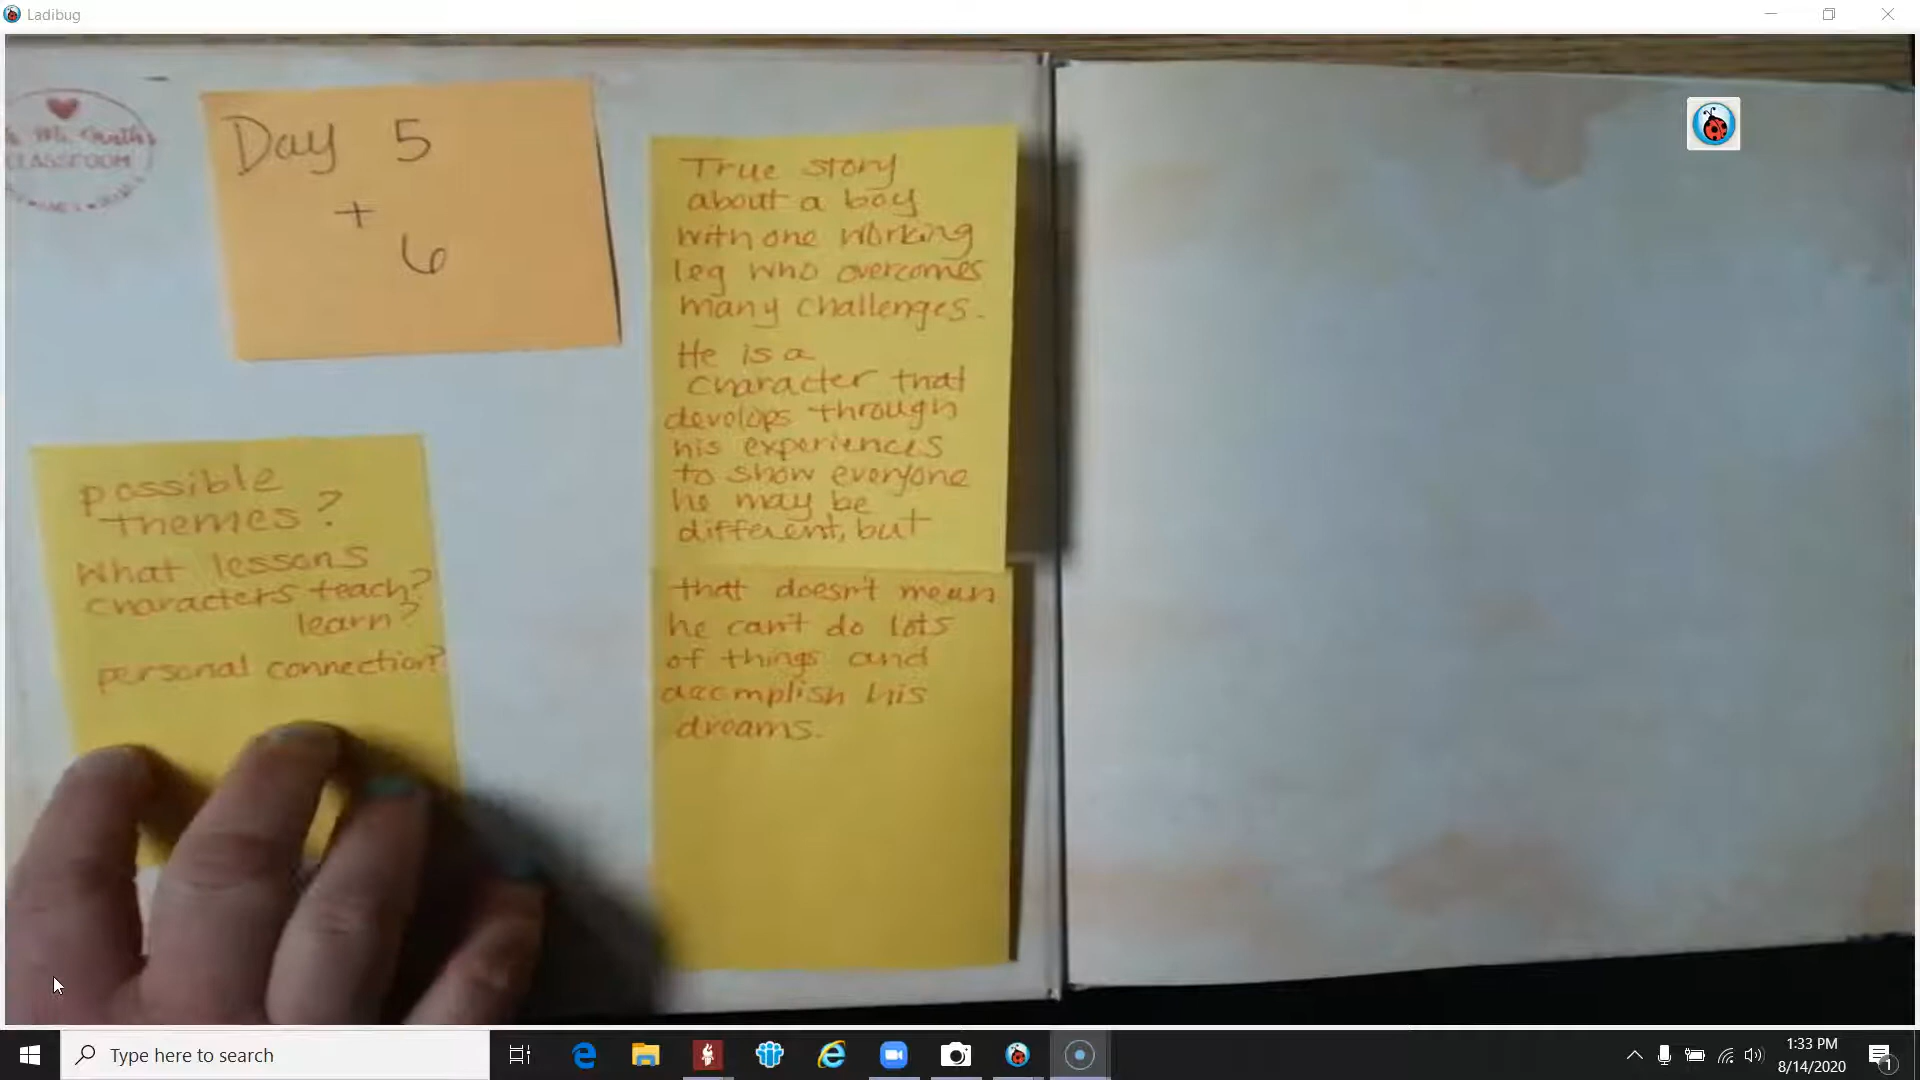 Ladibug
Day 5
+
6
CLASSROOM
possible
themes?
What lessons
characters teach?
learn?
personal connection?
True story
about a boy
with one working
leg who overcomes
many challenges.
He is a
character that
develops through
his experiences
to show everyone
he may be
different, but
that doesn't mean
he can't do lots
of things and
accmplish his
dreams.
Type here to search
1:33 PM
8/14/2020
1